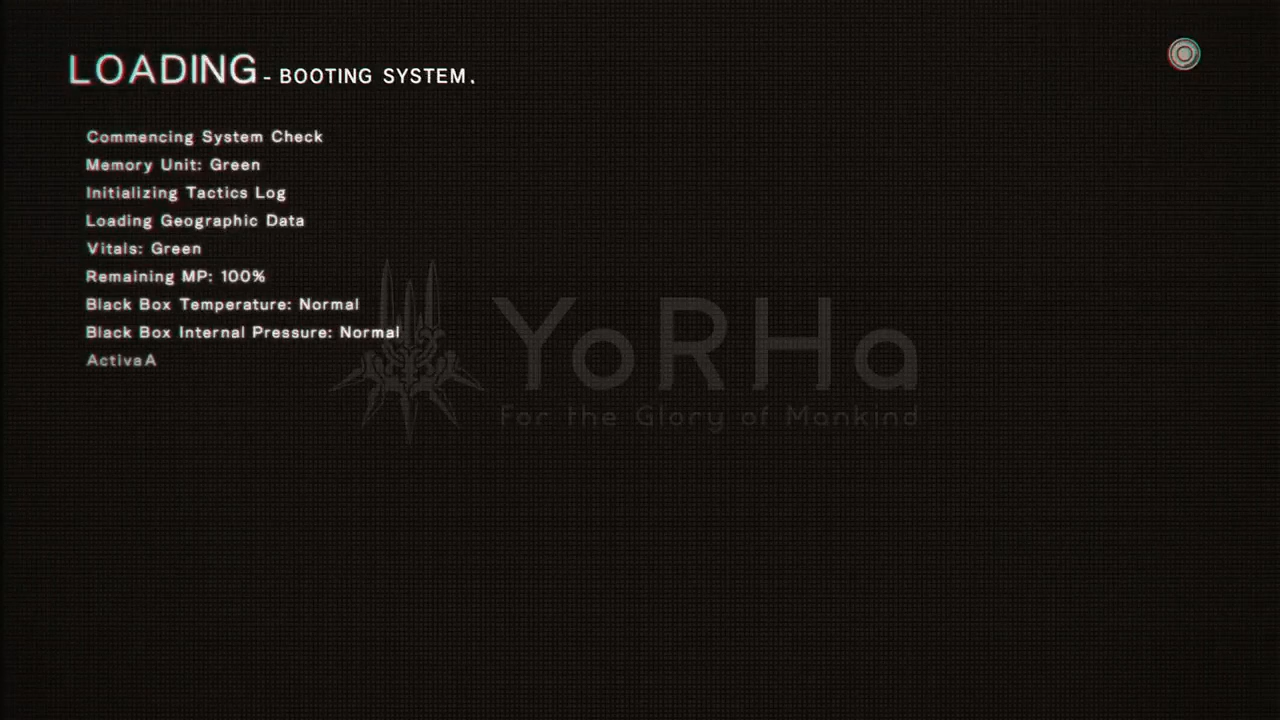 LOADING - BOOTING SYSTEM.
Commencing System Check
Memory Unit: Green
Initializing Tactics Log
Loading Geographic Data
Vitals: Green
Remaining MP: 100%
Black Box Temperature: Normal
Black Box Internal Pressure: Normal
ActivaA
YoRHa
For the Glory of Mankind